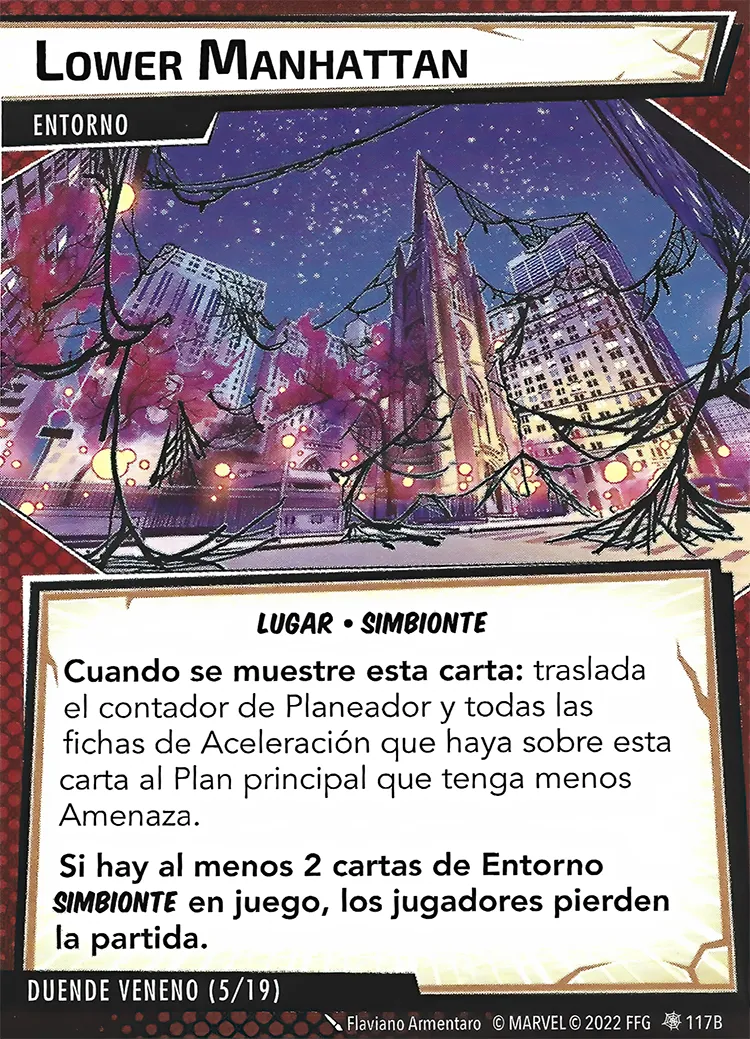 LOWER MANHATTAN
ENTORNO
LUGAR • SIMBIONTE
Cuando se muestre esta carta: traslada
el contador de Planeador y todas las
fichas de Aceleración que haya sobre esta
carta al Plan principal que tenga menos
Amenaza.
Si hay al menos 2 cartas de Entorno
SIMBIONTE en juego, los jugadores pierden
la partida.
DUENDE VENENO (5/19)
Flaviano Armentaro © MARVEL © 2022 FFG 117B